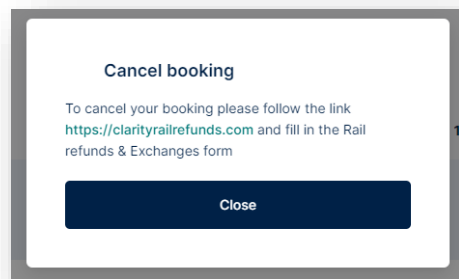 Cancel booking
To cancel your booking please follow the link
https://clarityrailrefunds.com and fill in the Rail
refunds & Exchanges form
Close
1